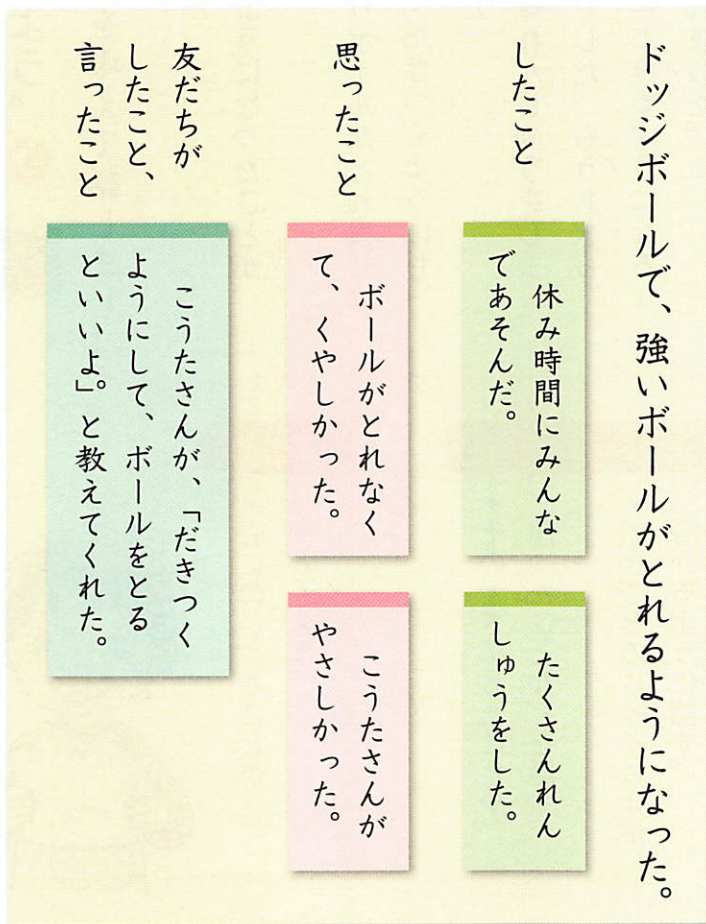 ドッジボールで、強いボールがとれるようになった。
したこと
休み時間にみんな
であそんだ。
たくさんれん
しゅうをした。
思ったこと
ボールがとれなく
て、くやしかった。
こうたさんが
やさしかった。
友だちが
したこと、
言ったこと
こうたさんが、「だきつく
ようにして、ボールをとる
といいよ」。と教えてくれた。